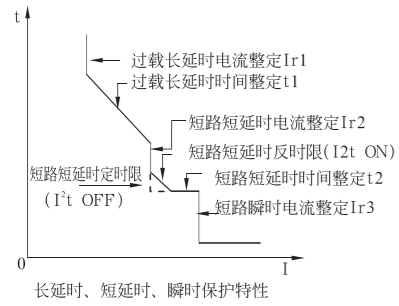 t
过载长延时电流整定Ir1
过载长延时时间整定t1
短路短延时电流整定Ir2
短路短延时反时限(I2t ON)
短路短延时定时限
(I²t OFF)
短路短延时时间整定t2
短路瞬时电流整定Ir3
0
I
长延时、短延时、瞬时保护特性